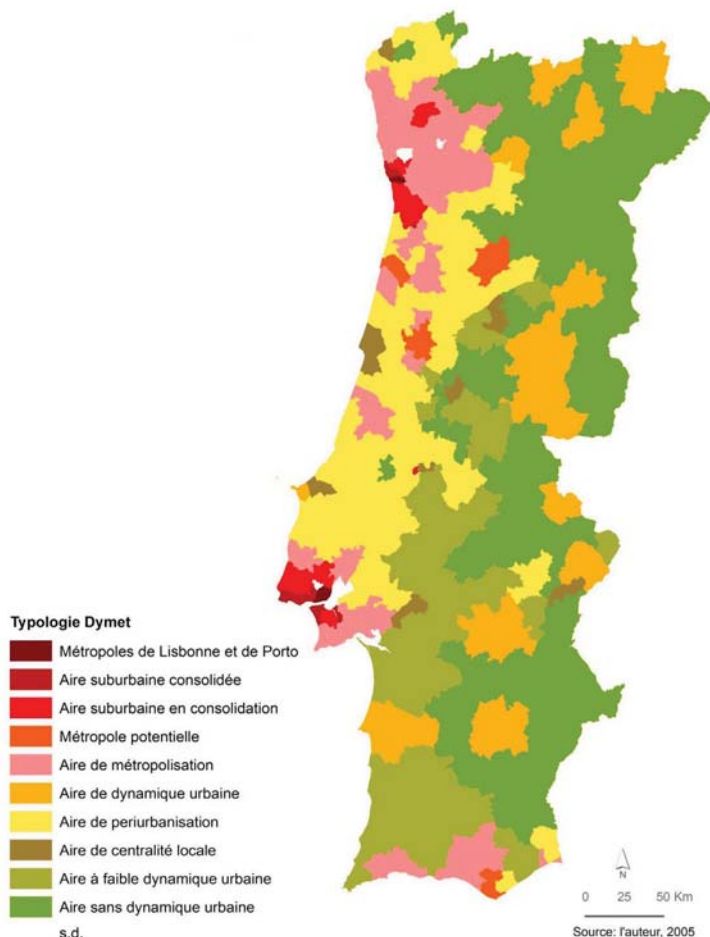 Typologie Dymet
Métropoles de Lisbonne et de Porto
Aire suburbaine consolidée
Aire suburbaine en consolidation
Métropole potentielle
Aire de métropolisation
Aire de dynamique urbaine
Aire de periurbanisation
Aire de centralité locale
Aire à faible dynamique urbaine
Aire sans dynamique urbaine
s.d.
N
0 25 50 Km
Source: l'auteur, 2005